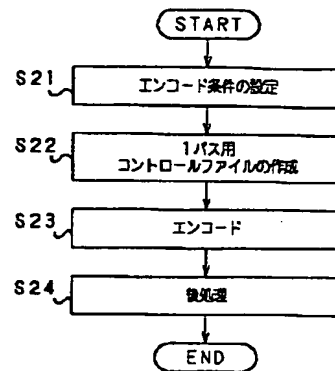 START
S21
エンコード条件の設定
S22
1パス用
コントロールファイルの作成
S23
エンコード
S24
後処理
END